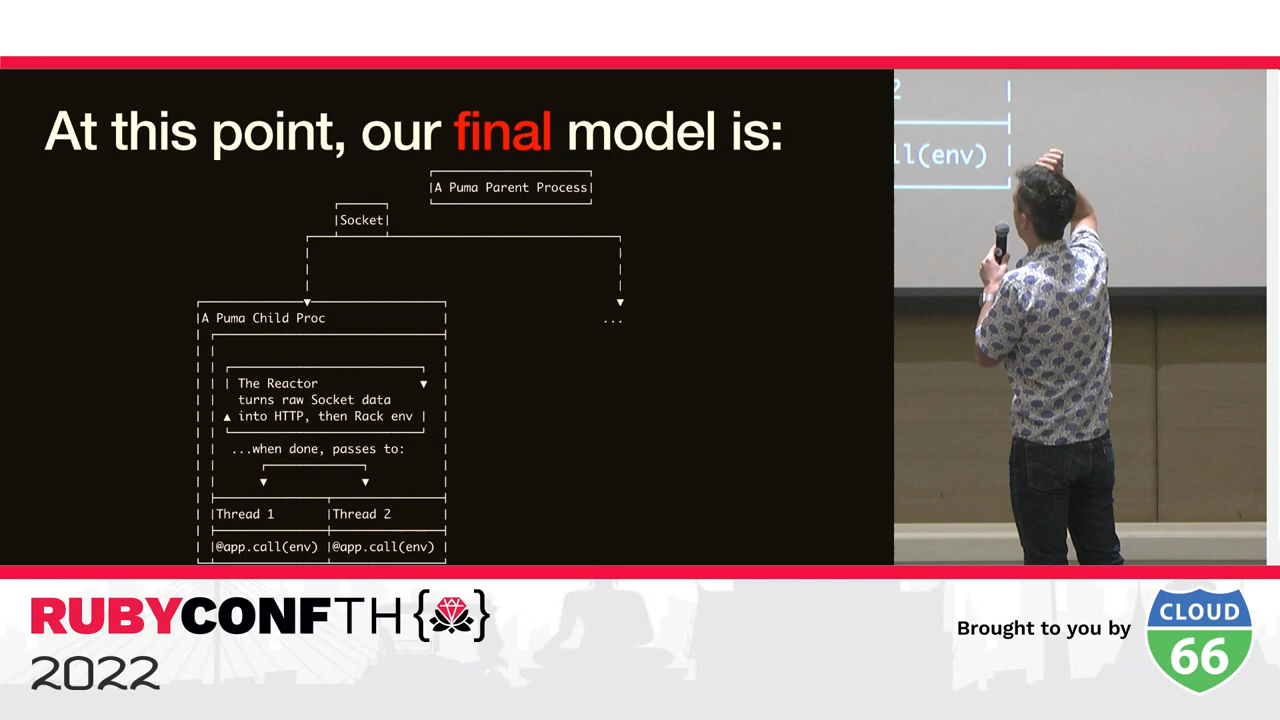 At this point, our final model is:
A Puma Parent Process
Socket
A Puma Child Proc
...
The Reactor
turns raw Socket data
into HTTP, then Rack env
...when done, passes to:
Thread 1
Thread 2
@app.call(env)
@app.call(env)
2
ll(env)
RUBYCONFTH
2022
Brought to you by
CLOUD
66